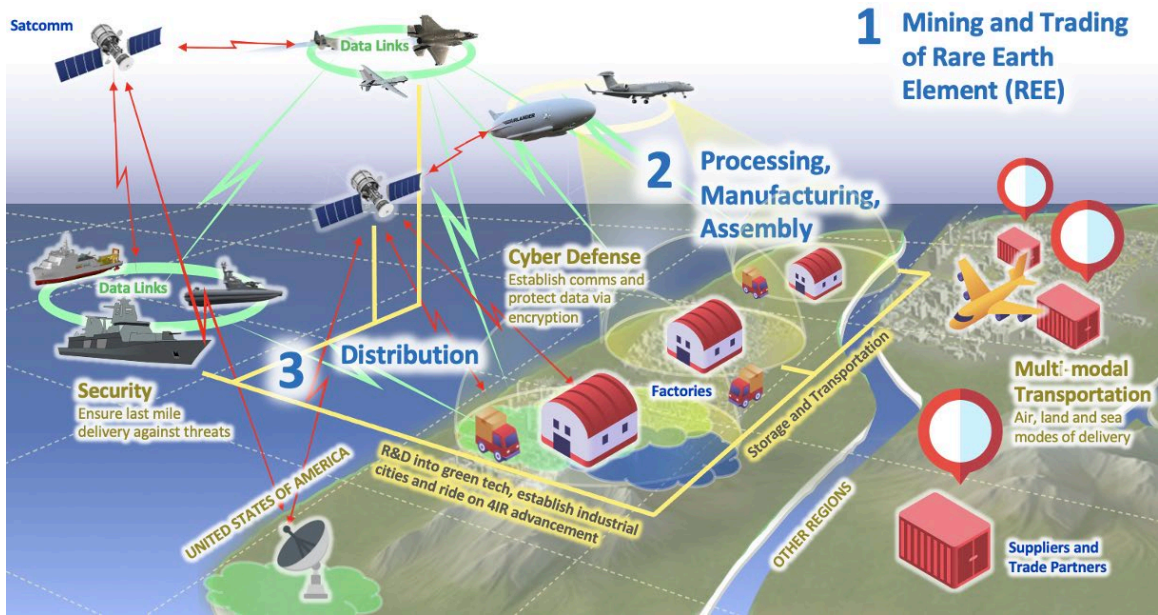 Satcomm
Data Links
1
Mining and Trading
of Rare Earth
Element (REE)
2
Processing,
Manufacturing,
Assembly
Cyber Defense
Establish comms and
protect data via
encryption
Data Links
3
Distribution
Security
Ensure last mile
delivery against threats
Factories
Storage and Transportation
Multi-modal
Transportation
Air, land and sea
modes of delivery
R&D into green tech, establish industrial
cities and ride on 4IR advancement
UNITED STATES OF AMERICA
OTHER REGIONS
Suppliers and
Trade Partners